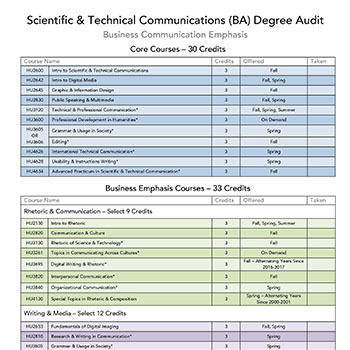 Scientific & Technical Communications (BA) Degree Audit
Business Communication Emphasis
Core Courses – 30 Credits
Course Name Credits Offered Taken
HU2600 Intro to Scientific & Technical Communications 3 Fall
HU2642 Intro to Digital Media 3 Fall, Spring
HU2645 Graphic & Information Design 3 Fall
HU2830 Public Speaking & Multimedia 3 Fall, Spring
HU3120 Technical & Professional Communication* 3 Fall, Spring, Summer
HU3600 Professional Development in Humanities* 3 On Demand
HU3605 Grammar & Usage in Society* 3 Spring
OR
HU3606 Editing* 3 Fall
HU4626 International Technical Communication* 3 Spring
HU4628 Usability & Instructions Writing* 3 Spring
HU4634 Advanced Practicum in Scientific & Technical Communication* 3 Fall
Business Emphasis Courses – 33 Credits
Course Name Credits Offered Taken
Rhetoric & Communication – Select 9 Credits
HU2130 Intro to Rhetoric 3 Fall, Spring, Summer
HU2820 Communication & Culture 3 Fall
HU3130 Rhetoric of Science & Technology* 3 Fall
HU3261 Topics in Communicating Across Cultures* 3 On Demand
HU3695 Digital Writing & Rhetoric* 3 Fall – Alternating Years Since
2016-2017
HU3820 Interpersonal Communication* 3 Fall
HU3840 Organizational Communication* 3 Spring
HU4130 Special Topics in Rhetoric & Composition 3 Spring – Alternating Years
Since 2000-2001
Writing & Media – Select 12 Credits
HU2633 Fundamentals of Digital Imaging 3 Fall, Spring
HU2810 Research & Writing in Communication* 3 Spring
HU3605 Grammar & Usage in Society* 3 Spring